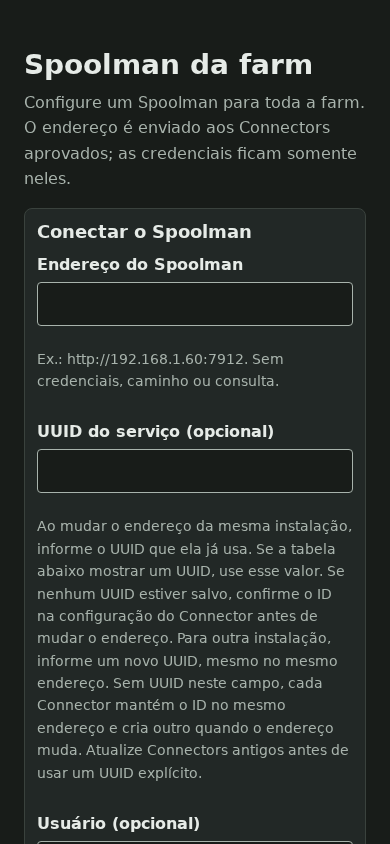 Spoolman da farm
Configure um Spoolman para toda a farm.
O endereço é enviado aos Connectors
aprovados; as credenciais ficam somente
neles.
Conectar o Spoolman
Endereço do Spoolman
Ex.: http://192.168.1.60:7912. Sem
credenciais, caminho ou consulta.
UUID do serviço (opcional)
Ao mudar o endereço da mesma instalação,
informe o UUID que ela já usa. Se a tabela
abaixo mostrar um UUID, use esse valor. Se
nenhum UUID estiver salvo, confirme o ID
na configuração do Connector antes de
mudar o endereço. Para outra instalação,
informe um novo UUID, mesmo no mesmo
endereço. Sem UUID neste campo, cada
Connector mantém o ID no mesmo
endereço e cria outro quando o endereço
muda. Atualize Connectors antigos antes de
usar um UUID explícito.
Usuário (opcional)